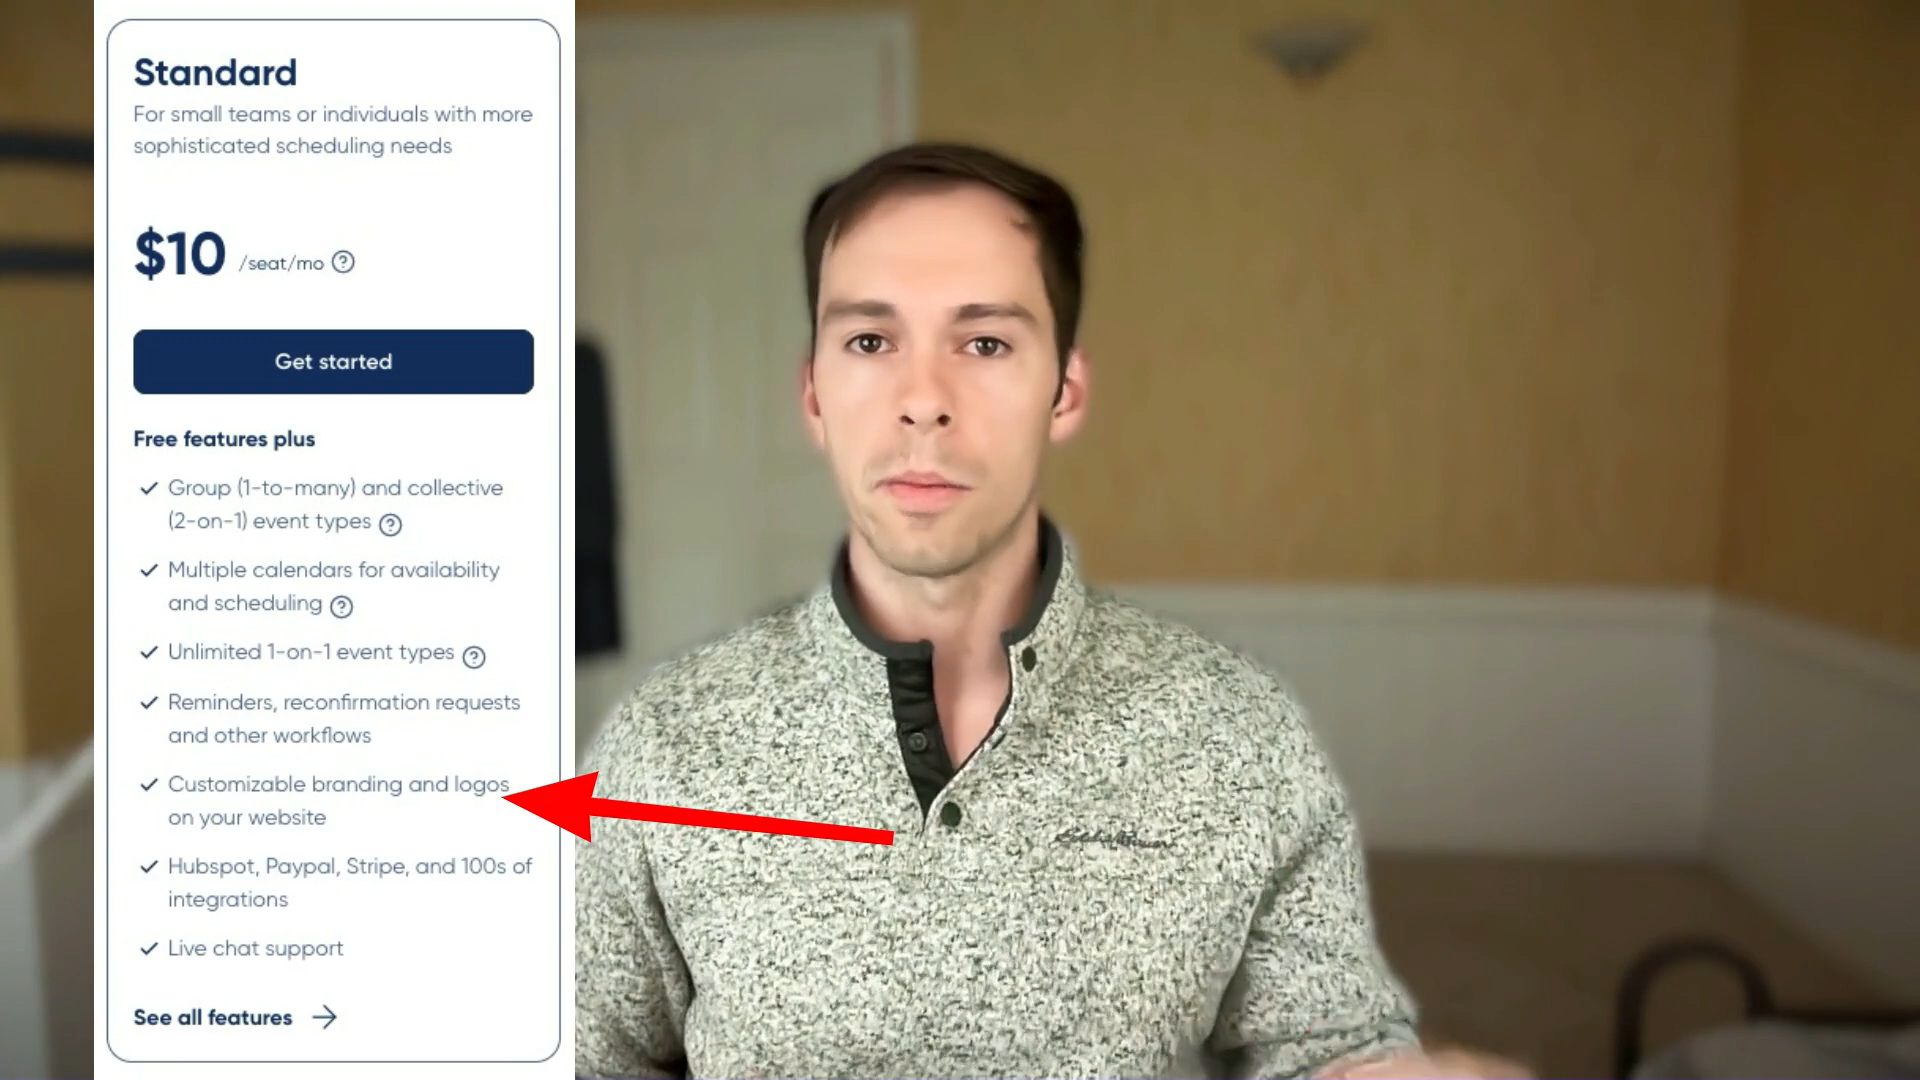 Standard
For small teams or individuals with more
sophisticated scheduling needs
$10 /seat/mo ?
Get started
Free features plus
Group (1-to-many) and collective
(2-on-1) event types ?
Multiple calendars for availability
and scheduling ?
Unlimited 1-on-1 event types ?
Reminders, reconfirmation requests
and other workflows
Customizable branding and logos
on your website
Hubspot, Paypal, Stripe, and 100s of
integrations
Live chat support
See all features
Eddie Bauer